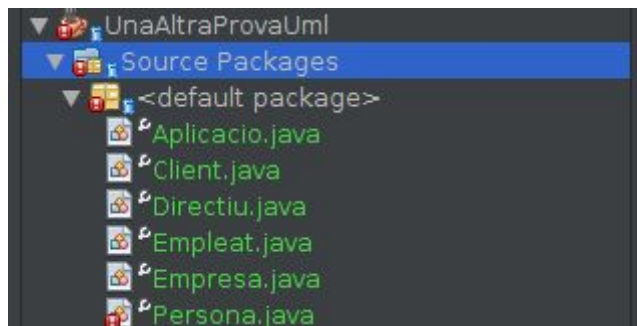 UnaAltraProvaUml
Source Packages
<default package>
Aplicacio.java
Client.java
Directiu.java
Empleat.java
Empresa.java
Persona.java